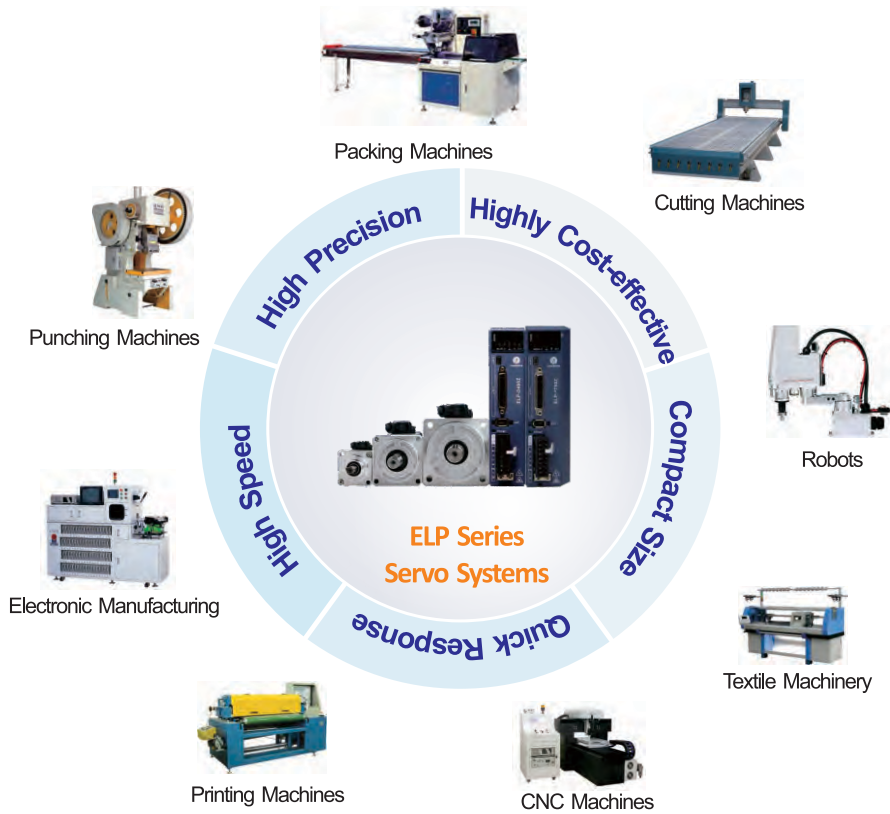 Packing Machines
Cutting Machines
Punching Machines
High Precision
Highly Cost-effective
Robots
High Speed
Compact Size
ELP Series
Servo Systems
Electronic Manufacturing
Quick Response
Textile Machinery
Printing Machines
CNC Machines